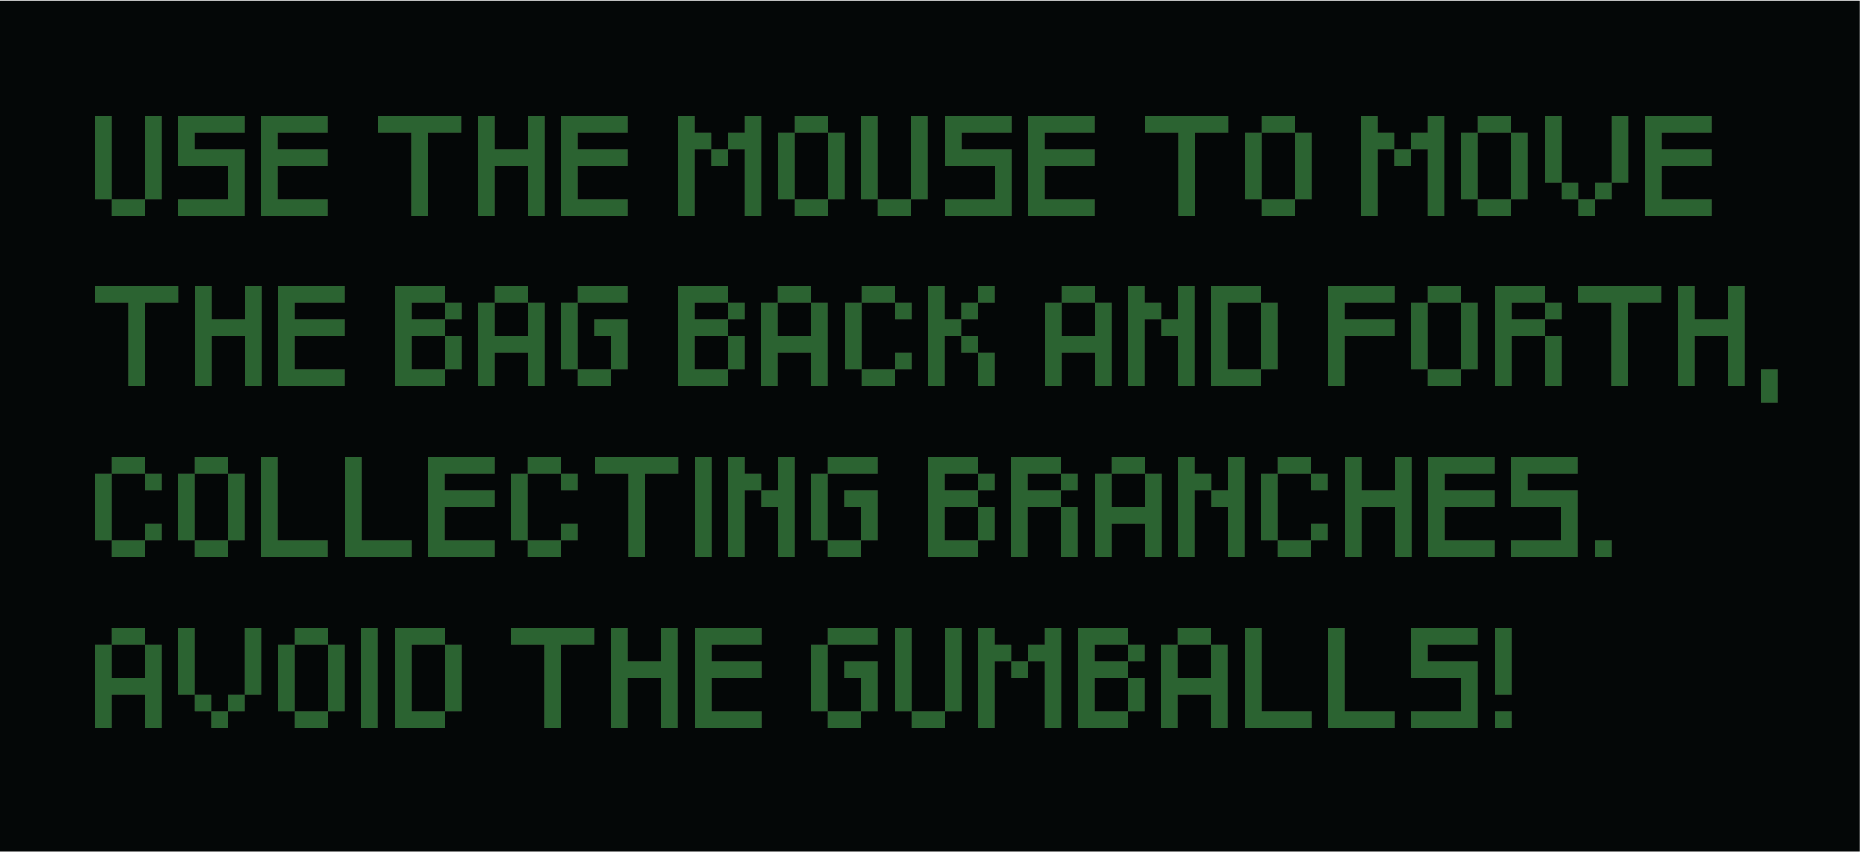 USE THE MOUSE TO MOVE
THE BAG BACK AND FORTH,
COLLECTING BRANCHES.
AVOID THE GUMBALLS!